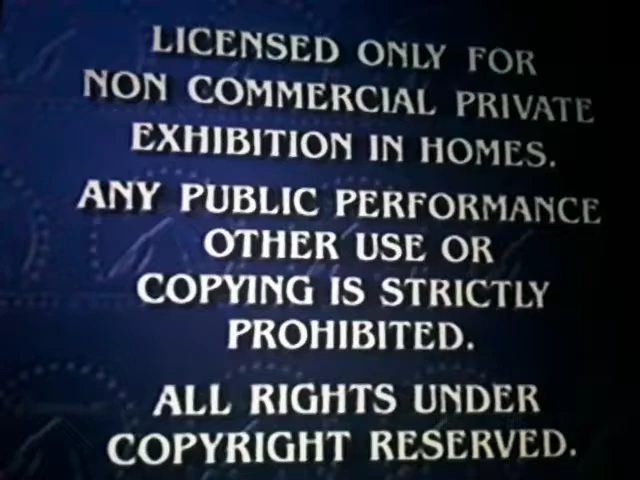 LICENSED ONLY FOR
NON COMMERCIAL PRIVATE
EXHIBITION IN HOMES.
ANY PUBLIC PERFORMANCE
OTHER USE OR
COPYING IS STRICTLY
PROHIBITED.
ALL RIGHTS UNDER
COPYRIGHT RESERVED.